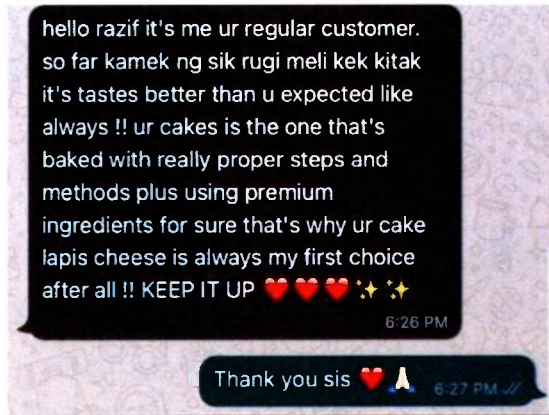 hello razif it's me ur regular customer.
so far kamek ng sik rugi meli kek kitak
it's tastes better than u expected like
always !! ur cakes is the one that's
baked with really proper steps and
methods plus using premium
ingredients for sure that's why ur cake
lapis cheese is always my first choice
after all !! KEEP IT UP ❤️❤️❤️✨✨
6:26 PM
Thank you sis ❤️🙏🏻
6:27 PM